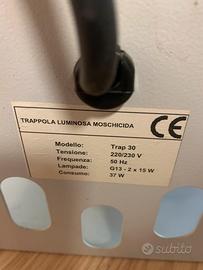 TRAPPOLA LUMINOSA MOSCHICIDA
CE
Modello: Trap 30
Tensione: 220/230 V
Frequenza: 50 Hz
Lampade: G13 - 2 x 15 W
Consumo: 37 W
subito